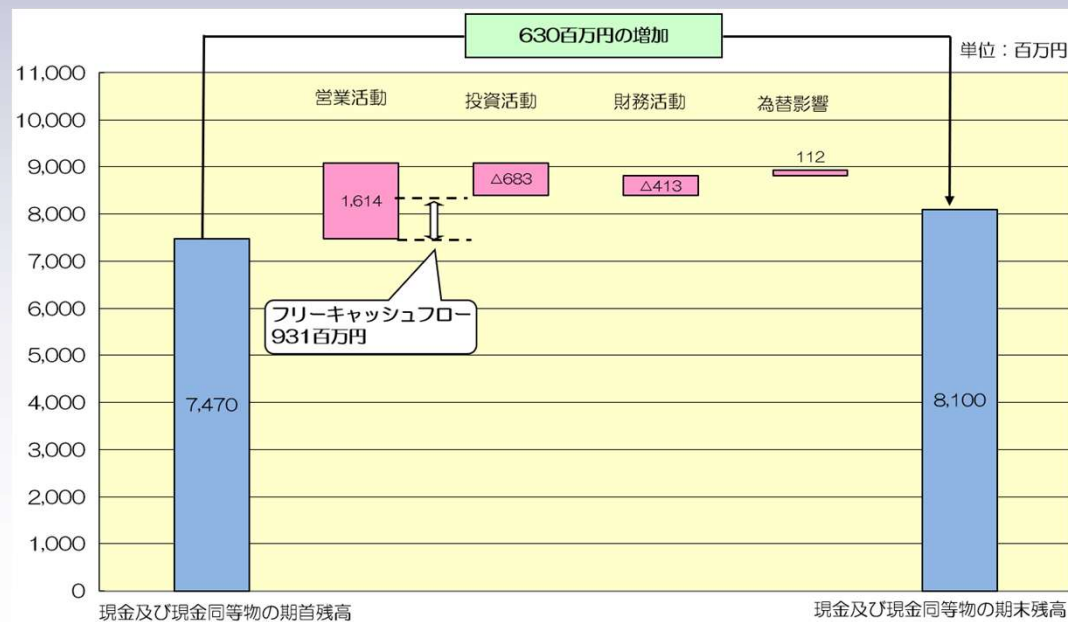 630百万円の増加
単位：百万円
11,000
10,000
9,000
8,000
7,000
6,000
5,000
4,000
3,000
2,000
1,000
0
営業活動
投資活動
財務活動
為替影響
1,614
△683
△413
112
フリーキャッシュフロー
931百万円
7,470
8,100
現金及び現金同等物の期首残高
現金及び現金同等物の期末残高